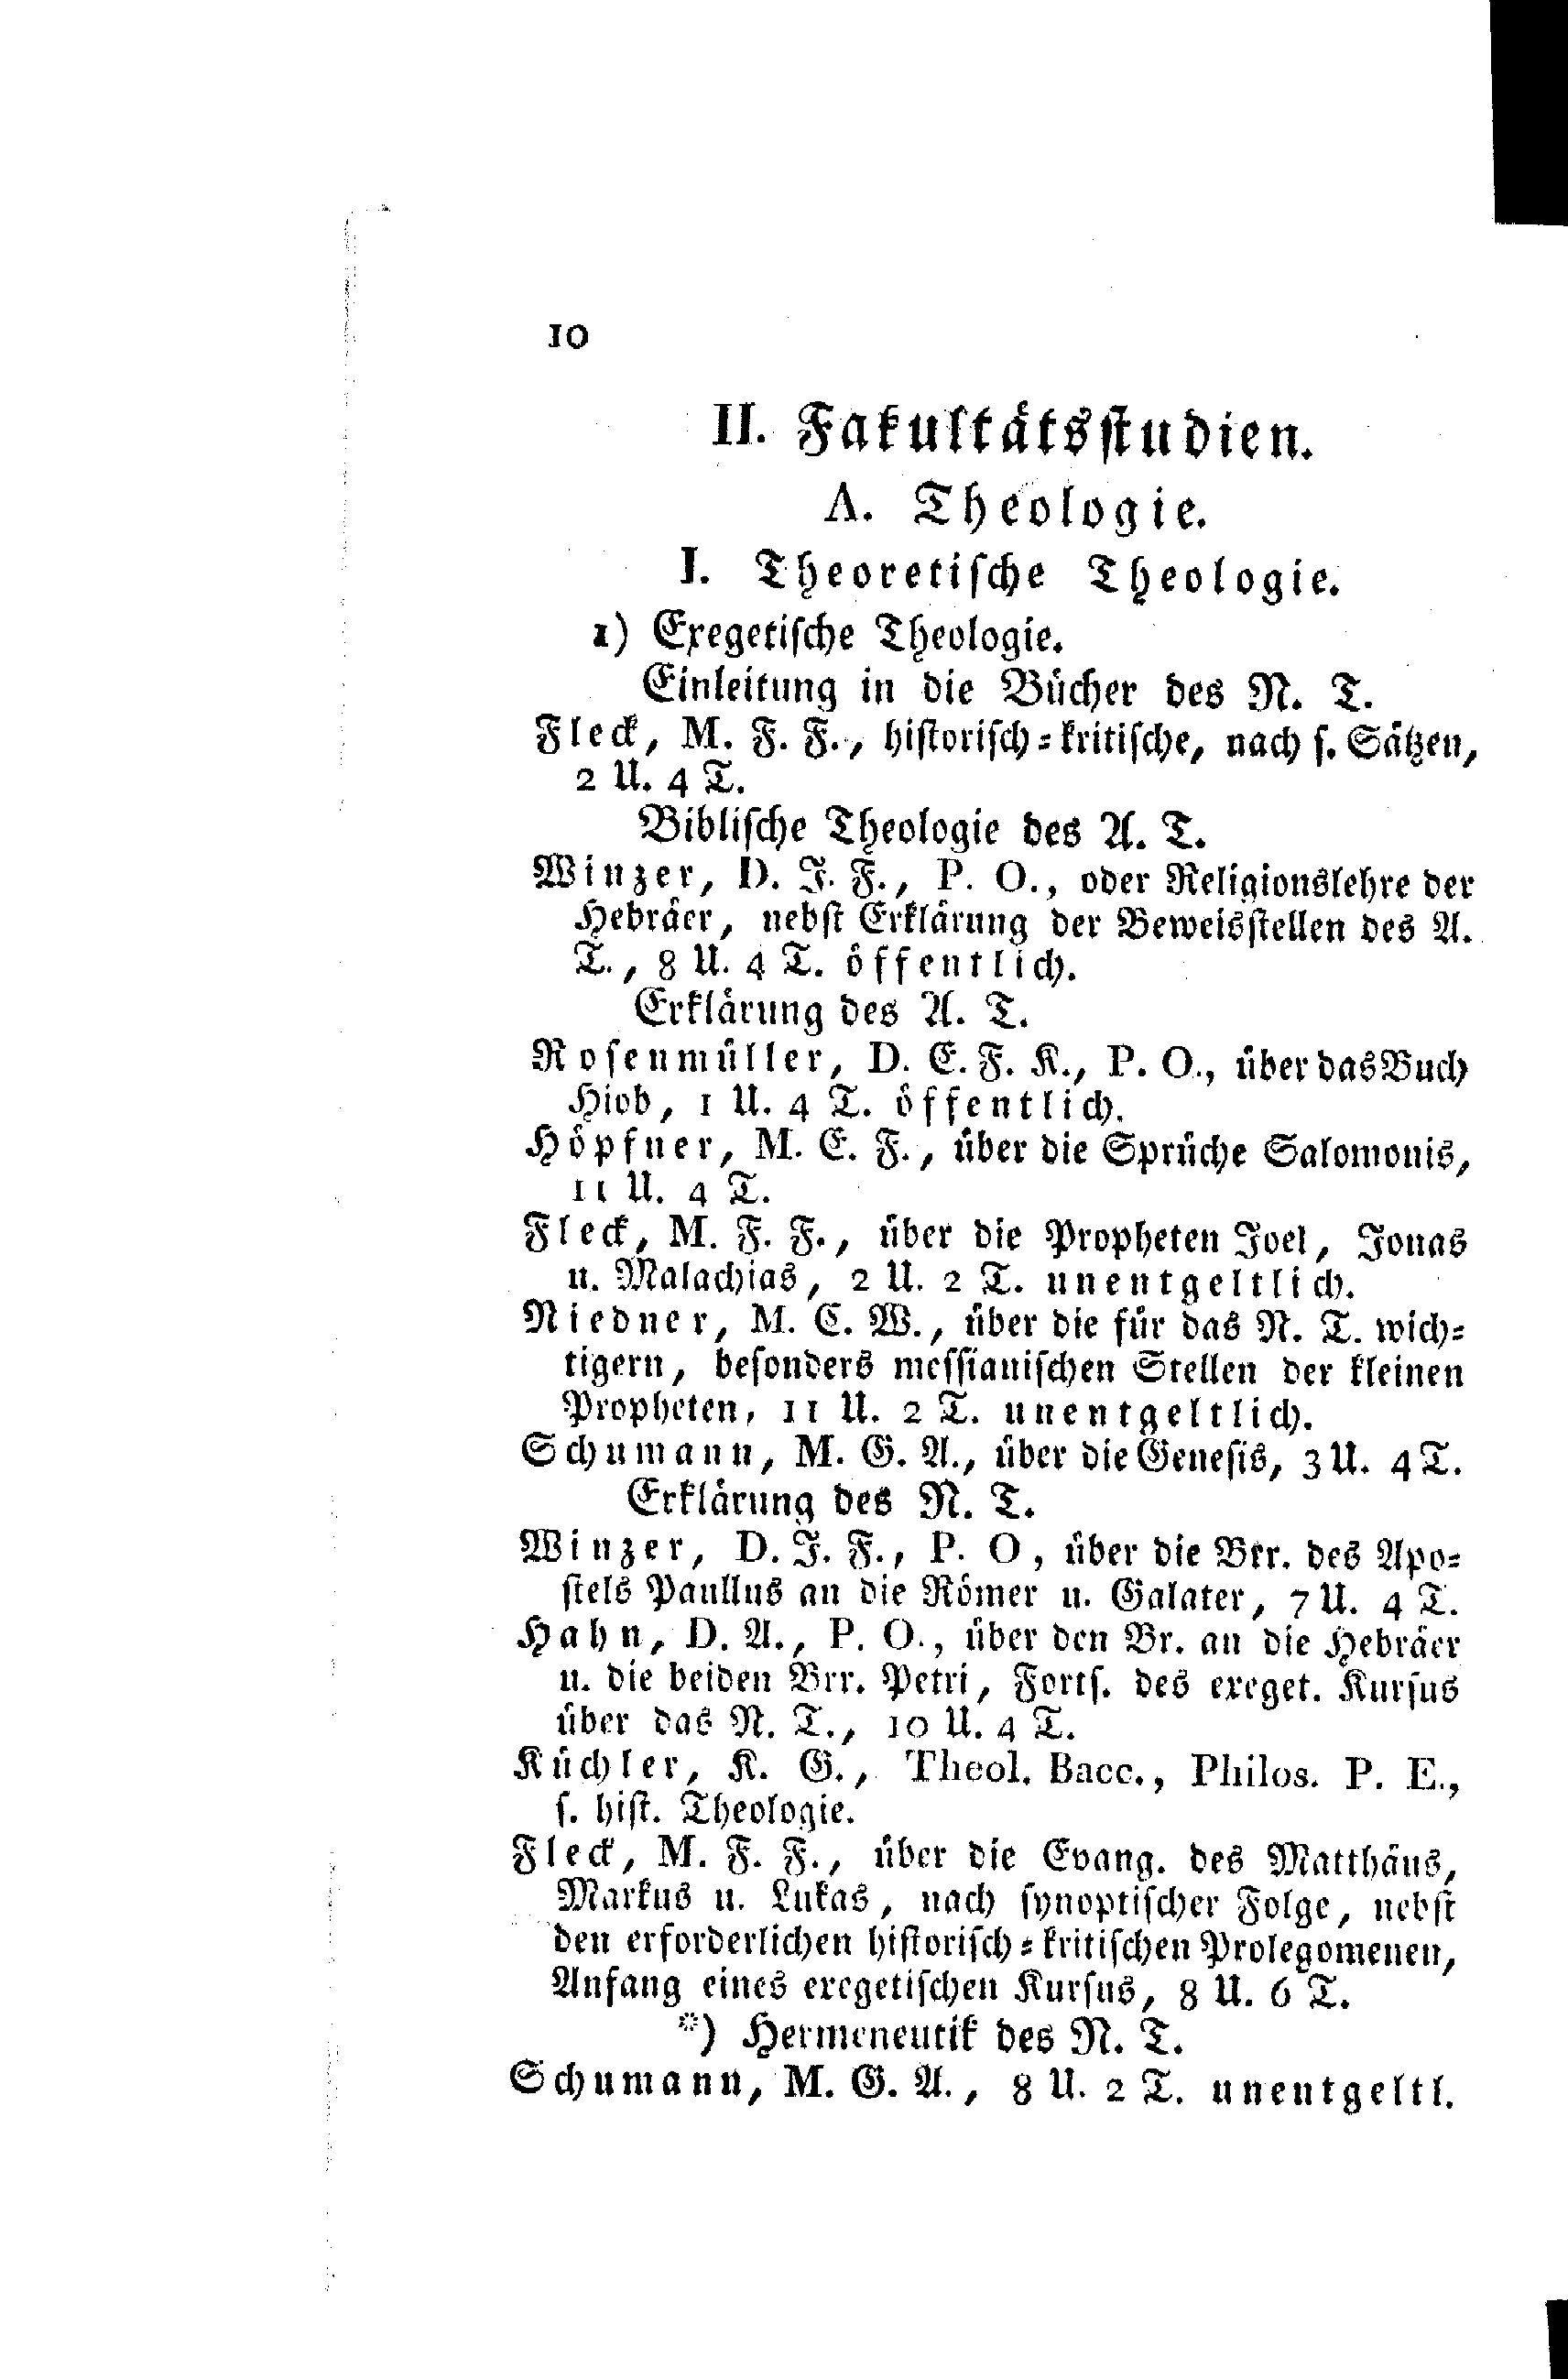 10
II. Fakultätsstudien.
A. Theologie.
I. Theoretische Theologie.
1) Exegetische Theologie.
Einleitung in die Bücher des N. T.
Fleck, M. F. F., historisch-kritische, nach s. Sätzen,
2 U. 4 T.
Biblische Theologie des A. T.
Winzer, D. J. F., P. O., oder Religionslehre der
Hebräer, nebst Erklärung der Beweisstellen des A.
T., 8 U. 4 T. öffentlich.
Erklärung des A. T.
Rosenmüller, D. E. F. K., P. O., über das Buch
Hiob, 1 U. 4 T. öffentlich.
Höpfner, M. E. F., über die Sprüche Salomonis,
11 U. 4 T.
Fleck, M. F. F., über die Propheten Joel, Jonas
u. Malachias, 2 U. 2 T. unentgeltlich.
Niedner, M. C. W., über die für das N. T. wich-
tigern, besonders messianischen Stellen der kleinen
Propheten, 11 U. 2 T. unentgeltlich.
Schumann, M. G. A., über die Genesis, 3 U. 4 T.
Erklärung des N. T.
Winzer, D. J. F., P. O, über die Brr. des Apo-
stels Paullus an die Römer u. Galater, 7 U. 4 T.
Hahn, D. A., P. O., über den Br. an die Hebräer
u. die beiden Brr. Petri, Forts. des exeget. Kursus
über das N. T., 10 U. 4 T.
Küchler, K. G., Theol. Bacc., Philos. P. E.,
s. hist. Theologie.
Fleck, M. F. F., über die Evang. des Matthäus,
Markus u. Lukas, nach synoptischer Folge, nebst
den erforderlichen historisch-kritischen Prolegomenen,
Anfang eines exegetischen Kursus, 8 U. 6 T.
*) Hermeneutik des N. T.
Schumann, M. G. A., 8 U. 2 T. unentgeltl.